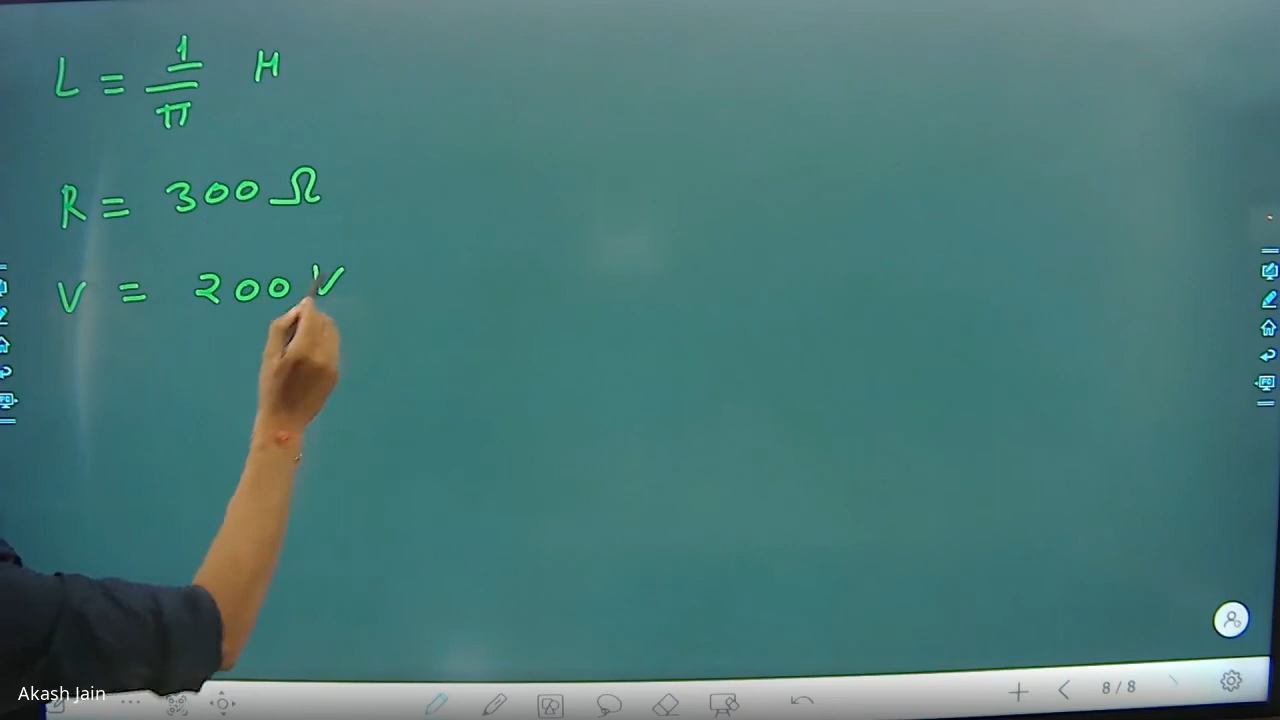 L = 1/π H
R = 300 Ω
V = 200 V
8/8
Akash Jain